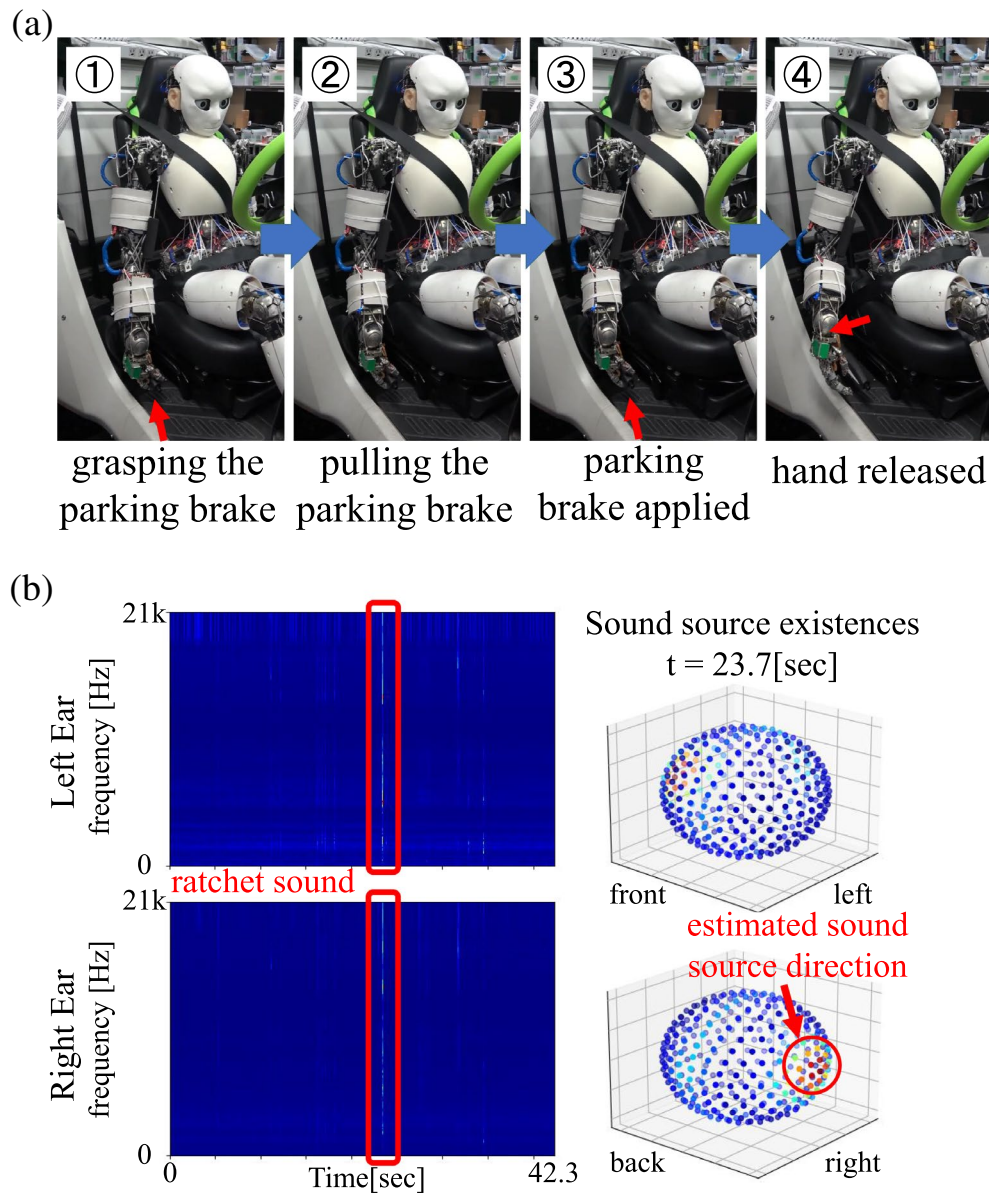 (a)
① ② ③ ④
grasping the
parking brake
pulling the
parking brake
parking
brake applied
hand released
(b)
21k
Left Ear
frequency [Hz]
0
ratchet sound
21k
Right Ear
frequency [Hz]
0
0
Time[sec]
42.3
Sound source existences
t = 23.7[sec]
front
left
estimated sound
source direction
back
right